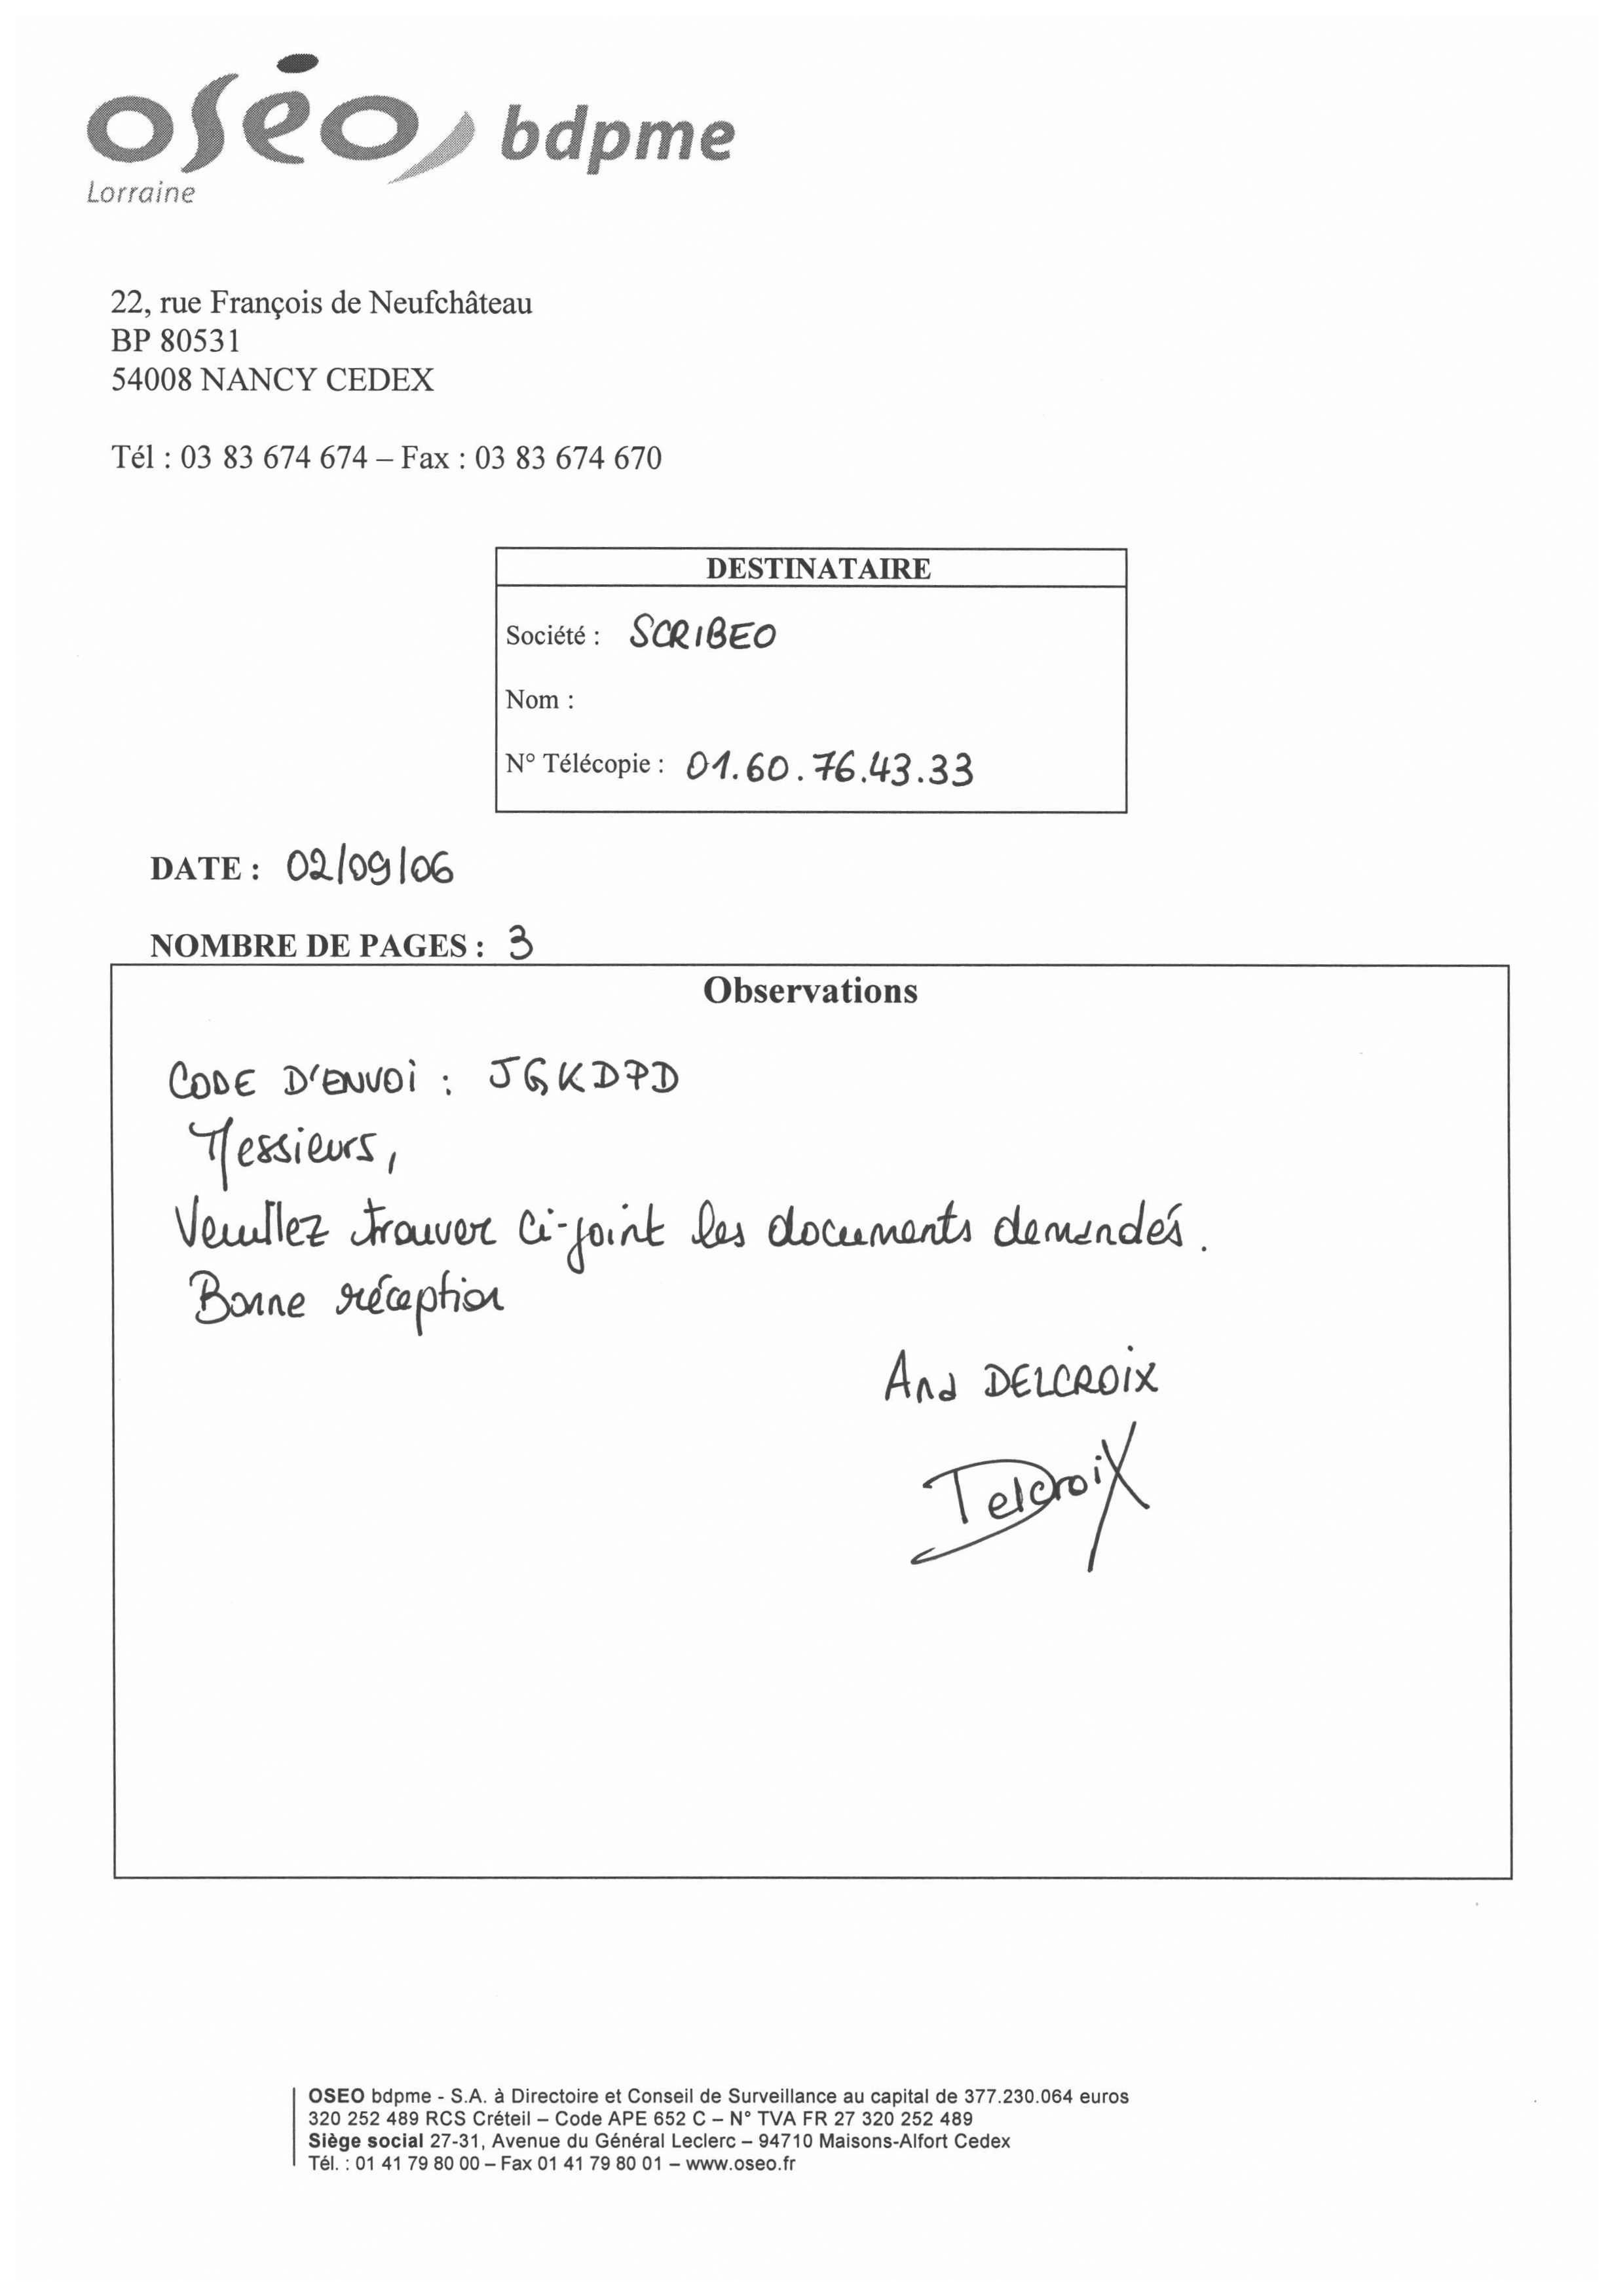 oséo bdpme
Lorraine
22, rue François de Neufchâteau
BP 80531
54008 NANCY CEDEX
Tél : 03 83 674 674 – Fax : 03 83 674 670
DESTINATAIRE
Société : SCRIBEO
Nom :
N° Télécopie : 01.60.76.43.33
DATE : 02/09/06
NOMBRE DE PAGES : 3
Observations
CODE D'ENVOI : JGKDPD
Messieurs,
Veuillez trouver ci-joint les documents demandés.
Bonne réception
Ana DELCROIX
Delcroix
OSEO bdpme - S.A. à Directoire et Conseil de Surveillance au capital de 377.230.064 euros
320 252 489 RCS Créteil – Code APE 652 C – N° TVA FR 27 320 252 489
Siège social 27-31, Avenue du Général Leclerc – 94710 Maisons-Alfort Cedex
Tél. : 01 41 79 80 00 – Fax 01 41 79 80 01 – www.oseo.fr